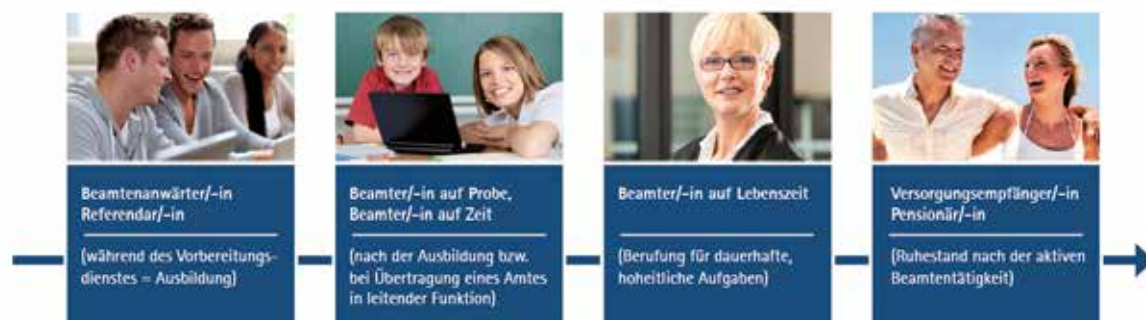 Beamtenanwärter/-in
Referendar/-in
(während des Vorbereitungs-
dienstes = Ausbildung)
Beamter/-in auf Probe,
Beamter/-in auf Zeit
(nach der Ausbildung bzw.
bei Übertragung eines Amtes
in leitender Funktion)
Beamter/-in auf Lebenszeit
(Berufung für dauerhafte,
hoheitliche Aufgaben)
Versorgungsempfänger/-in
Pensionär/-in
(Ruhestand nach der aktiven
Beamtentätigkeit)